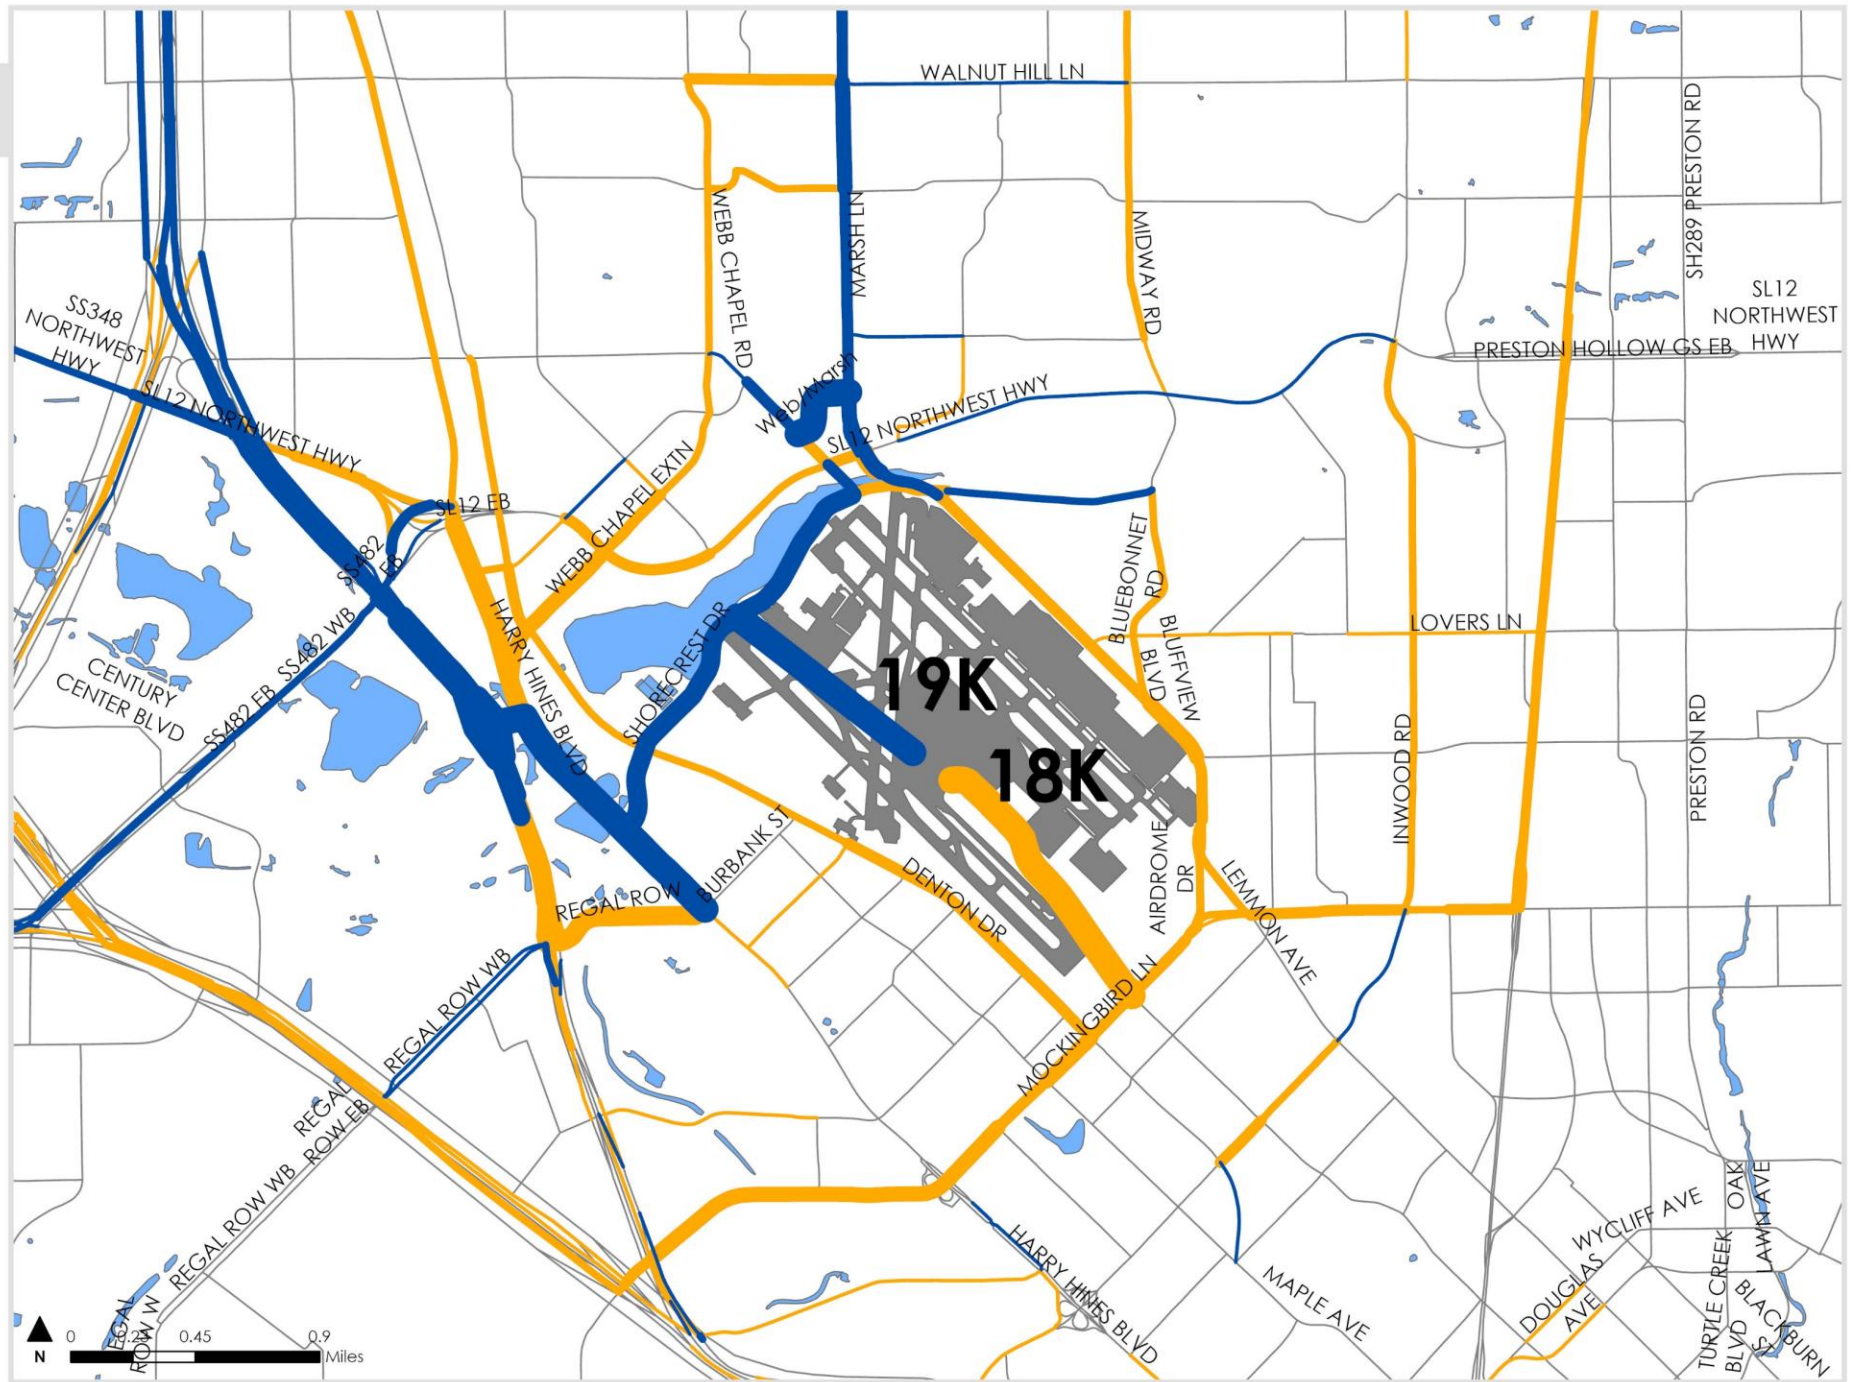 WALNUT HILL LN
SH289 PRESTON RD
WEBB CHAPEL RD
MARSH LN
MIDWAY RD
SS348
NORTHWEST
HWY
SL12
NORTHWEST
HWY
PRESTON HOLLOW GS EB
SL12 NORTHWEST HWY
Web/Marsh
SL12 NORTHWEST HWY
SL12 EB
WEBB CHAPEL EXTN
SS482
EB
BLUEBONNET
RD
BLUFFVIEW
BLVD
LOVERS LN
HARRY HINES BLVD
SHORECREST DR
SS482 EB SS482 WB
CENTURY
CENTER BLVD
19K
18K
INWOOD RD
PRESTON RD
BURBANK ST
REGAL ROW
DENTON DR
AIRDROME
DR
LEMMON AVE
MOCKINGBIRD LN
REGAL ROW WB
REGAL
ROW EB
REGAL ROW WB
HARRY HINES BLVD
MAPLE AVE
WYCLIFF AVE
DOUGLAS
AVE
OAK
LAWN AVE
TURTLE CREEK
BLVD
BLACKBURN
ST
EGAL
ROW W
N
0 0.45 0.9
Miles